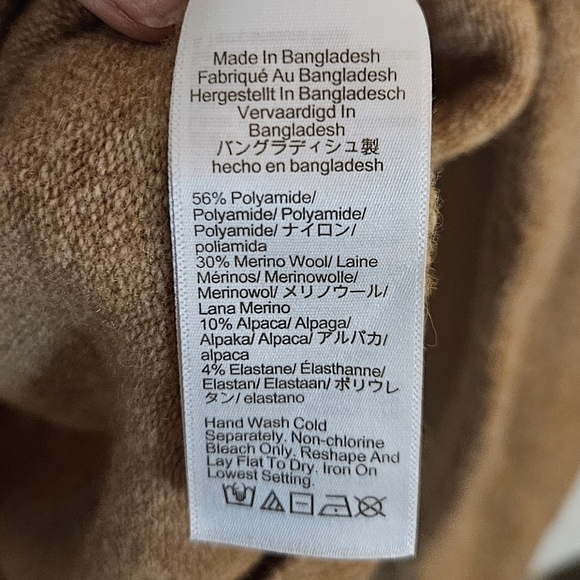 Made In Bangladesh
Fabriqué Au Bangladesh
Hergestellt In Bangladesch
Vervaardigd In
Bangladesh
バングラディシュ製
hecho en bangladesh
56% Polyamide/
Polyamide/ Polyamide/
Polyamide/ ナイロン/
poliamida
30% Merino Wool/ Laine
Mérinos/ Merinowolle/
Merinowol/ メリノウール/
Lana Merino
10% Alpaca/ Alpaga/
Alpaka/ Alpaca/ アルパカ/
alpaca
4% Elastane/ Élasthanne/
Elastan/ Elastaan/ ポリウレ
タン/ elastano
Hand Wash Cold
Separately. Non-chlorine
Bleach Only. Reshape And
Lay Flat To Dry. Iron On
Lowest Setting.